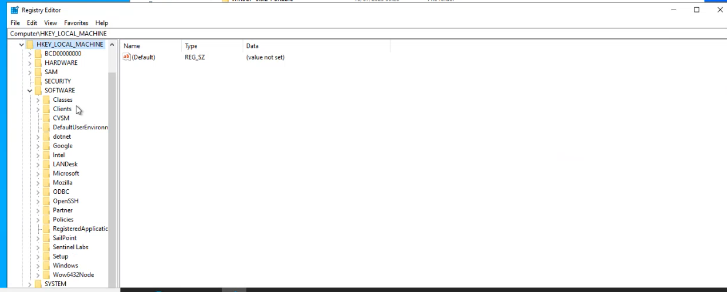 Registry Editor
File Edit View Favorites Help
Computer\HKEY_LOCAL_MACHINE
HKEY_LOCAL_MACHINE
BCD00000000
HARDWARE
SAM
SECURITY
SOFTWARE
Classes
Clients
CVSM
DefaultUserEnvironm
dotnet
Google
Intel
LANDesk
Microsoft
Mozilla
ODBC
OpenSSH
Partner
Policies
RegisteredApplicatio
SailPoint
Sentinel Labs
Setup
Windows
Wow6432Node
SYSTEM
Name Type Data
ab (Default) REG_SZ (value not set)